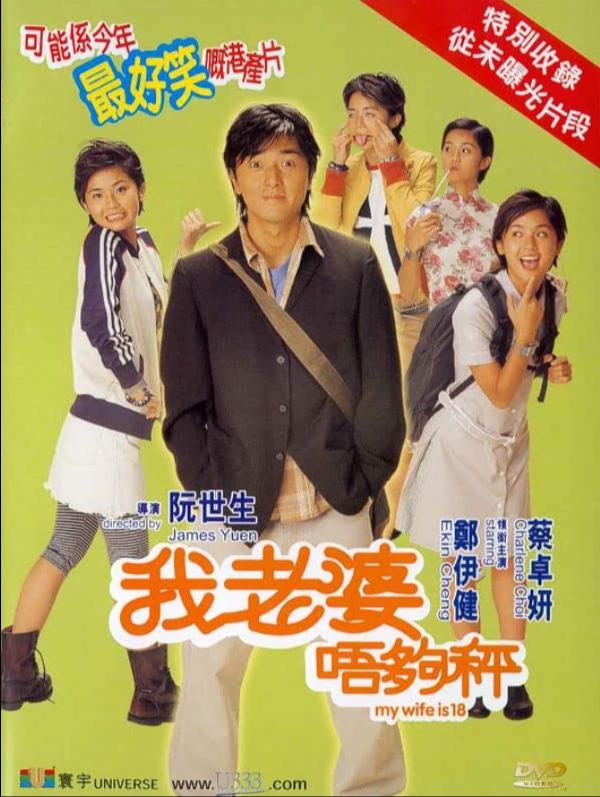 可能係今年
最好笑嘅港產片
特別收錄
從未曝光片段
導演 阮世生
directed by James Yuen
蔡卓妍
Charlene Choi
領銜主演
starring
鄭伊健
Ekin Cheng
我老婆
唔夠秤
my wife is 18
U 寰宇 UNIVERSE www.U333.com
DVD
VIDEO